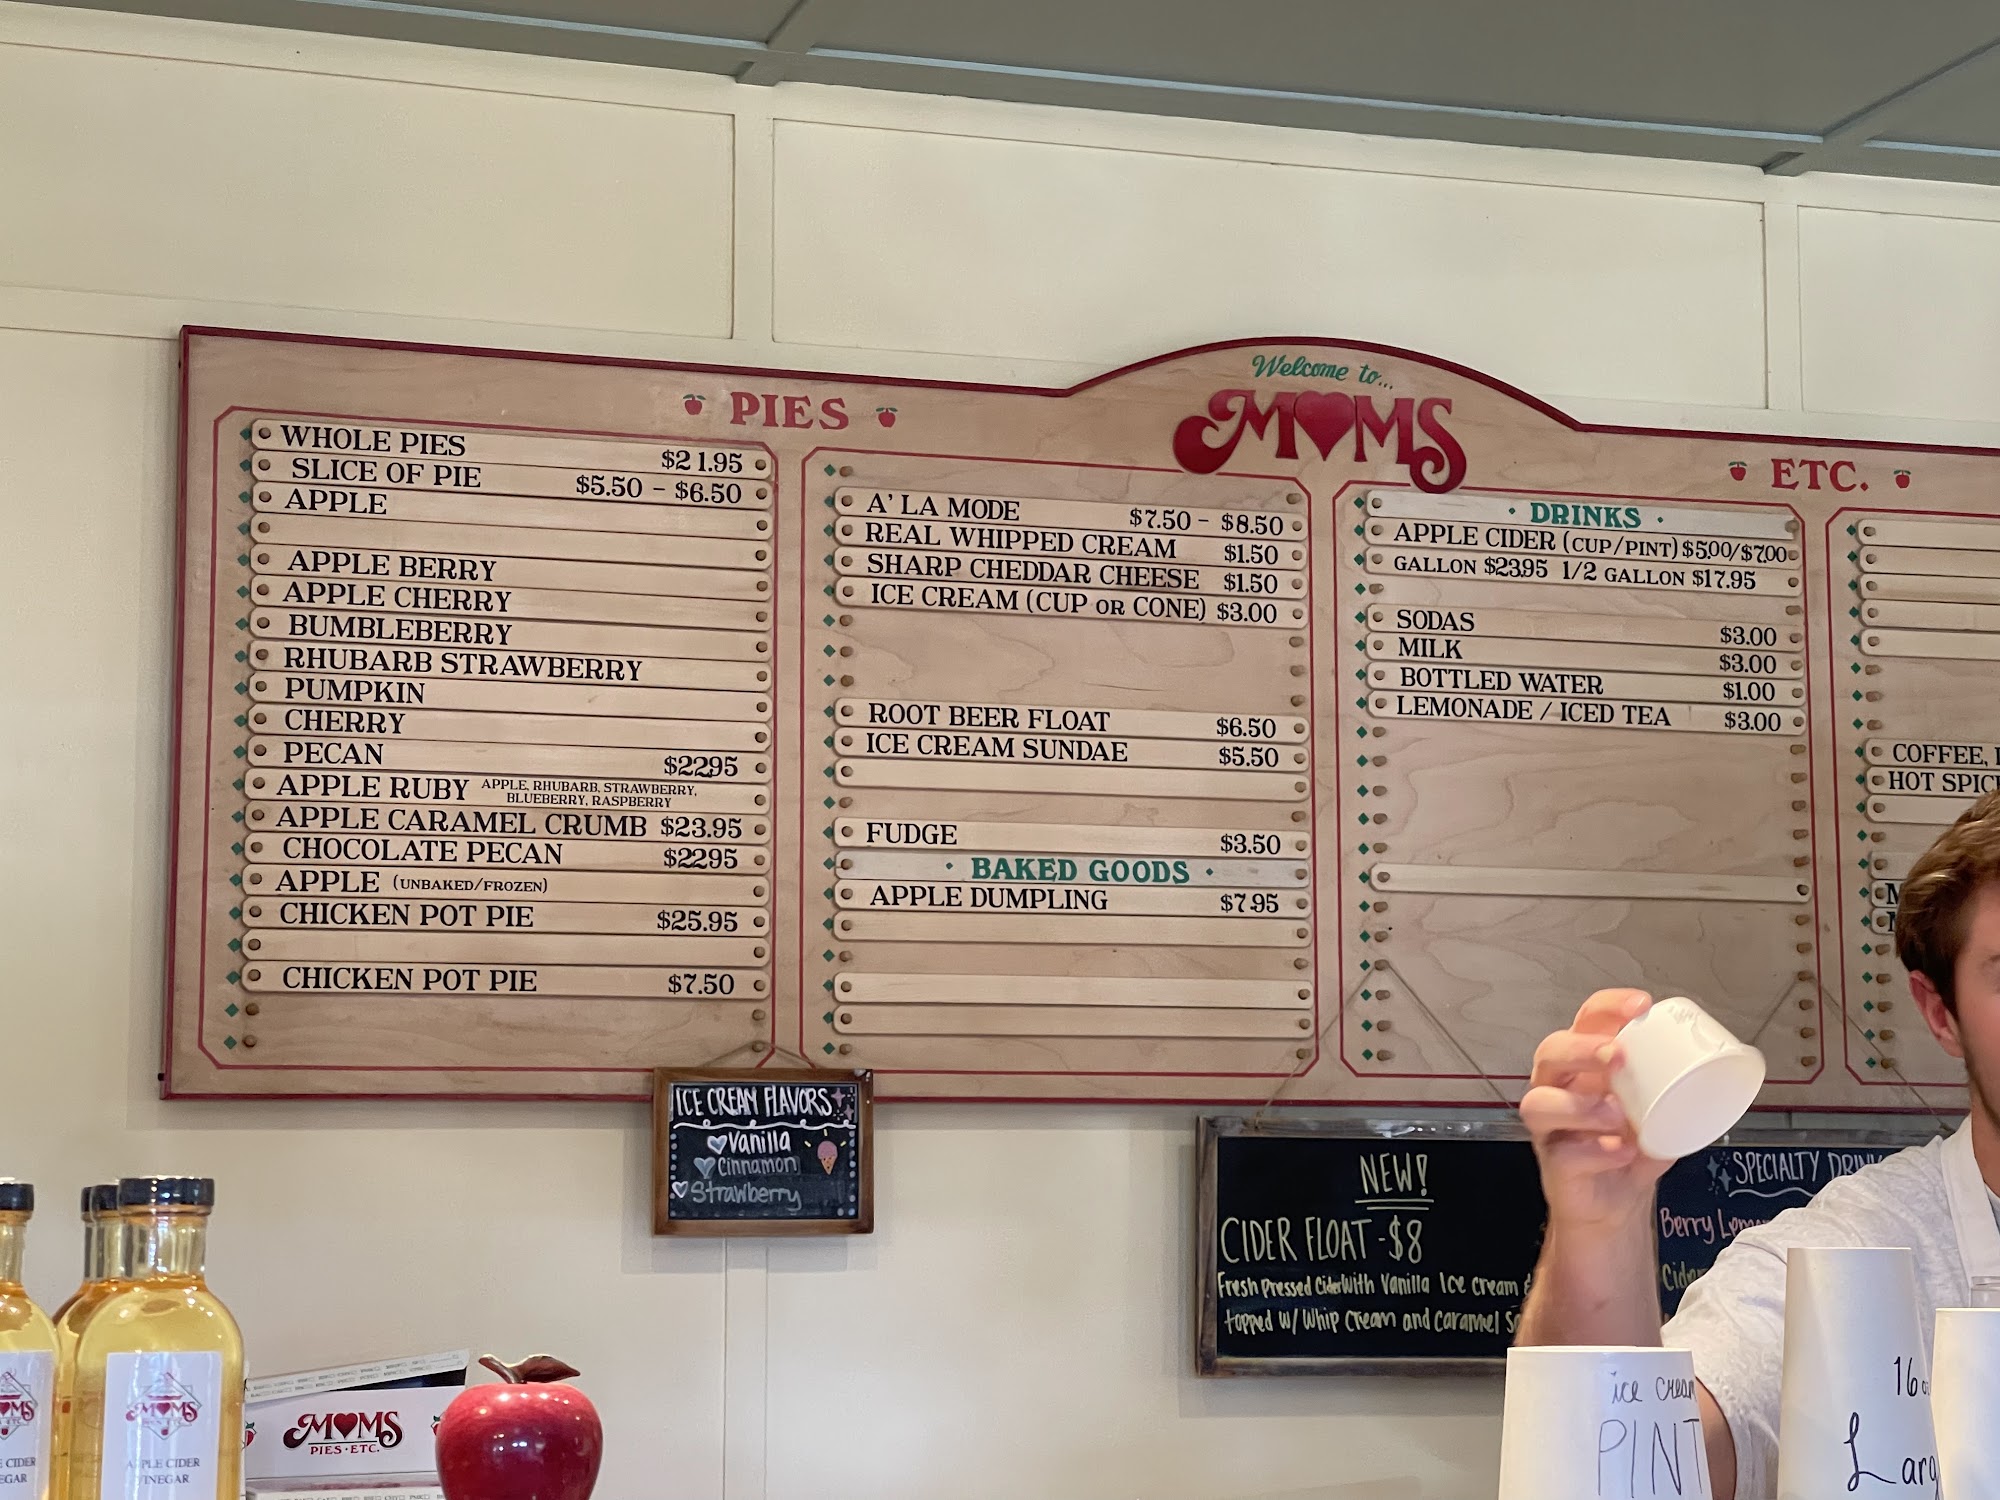 Welcome to...
MOMS
PIES
ETC.
WHOLE PIES $21.95
SLICE OF PIE $5.50 - $6.50
APPLE
APPLE BERRY
APPLE CHERRY
BUMBLEBERRY
RHUBARB STRAWBERRY
PUMPKIN
CHERRY
PECAN $22.95
APPLE RUBY APPLE, RHUBARB, STRAWBERRY,
BLUEBERRY, RASPBERRY
APPLE CARAMEL CRUMB $23.95
CHOCOLATE PECAN $22.95
APPLE (UNBAKED/FROZEN)
CHICKEN POT PIE $25.95
CHICKEN POT PIE $7.50
A' LA MODE $7.50 - $8.50
REAL WHIPPED CREAM $1.50
SHARP CHEDDAR CHEESE $1.50
ICE CREAM (CUP OR CONE) $3.00
ROOT BEER FLOAT $6.50
ICE CREAM SUNDAE $5.50
FUDGE $3.50
· BAKED GOODS ·
APPLE DUMPLING $7.95
· DRINKS ·
APPLE CIDER (CUP/PINT) $5.00/$7.00
GALLON $23.95 1/2 GALLON $17.95
SODAS $3.00
MILK $3.00
BOTTLED WATER $1.00
LEMONADE / ICED TEA $3.00
COFFEE,
HOT
ICE CREAM FLAVORS
Vanilla
Cinnamon
Strawberry
NEW!
CIDER FLOAT - $8
Fresh Pressed Cider with Vanilla Ice cream
topped w/ Whip Cream and caramel
SPECIALTY
Berry
MOMS
PIES · ETC.
MOMS
APPLE CIDER
VINEGAR
ice cream
PINT
16